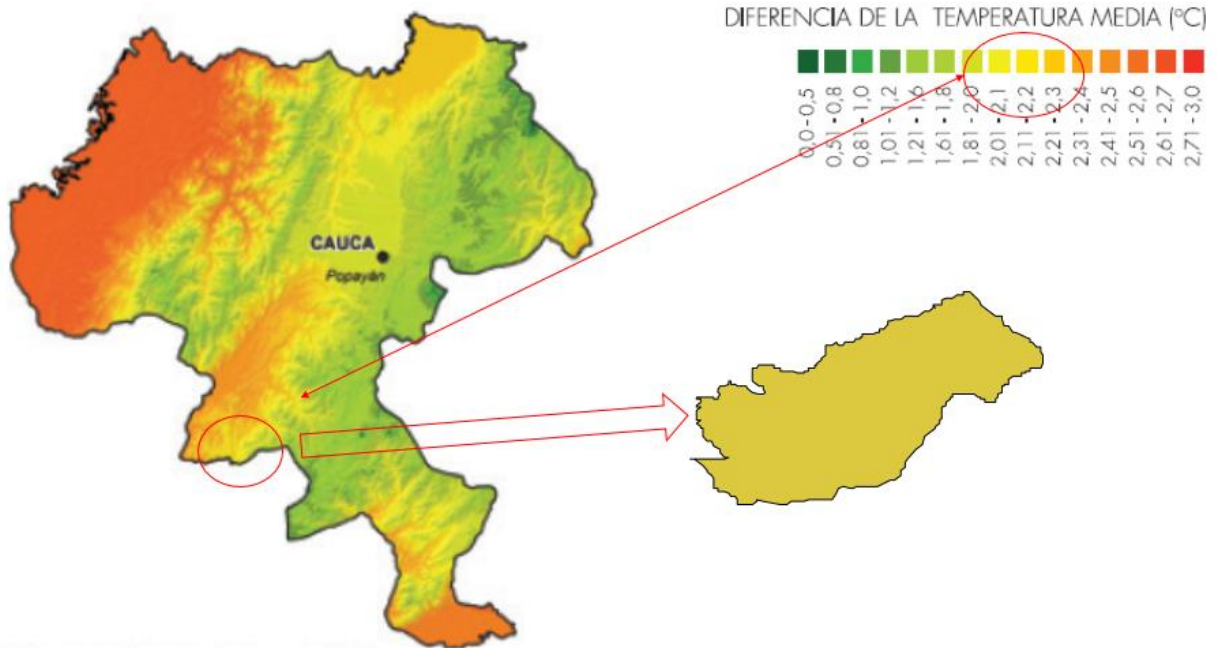 DIFERENCIA DE LA TEMPERATURA MEDIA (°C)
0,0 - 0,5
0,51 - 0,8
0,81 - 1,0
1,01 - 1,2
1,21 - 1,6
1,61 - 1,8
1,81 - 2,0
2,01 - 2,1
2,11 - 2,2
2,21 - 2,3
2,31 - 2,4
2,41 - 2,5
2,51 - 2,6
2,61 - 2,7
2,71 - 3,0
CAUCA
Popayán